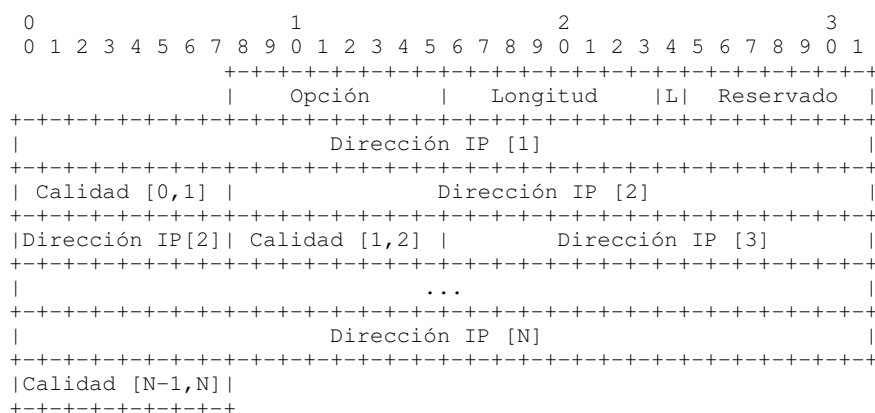 0                   1                   2                   3
0 1 2 3 4 5 6 7 8 9 0 1 2 3 4 5 6 7 8 9 0 1 2 3 4 5 6 7 8 9 0 1
+-+-+-+-+-+-+-+-+-+-+-+-+-+-+-+-+-+-+-+-+-+-+-+-+
|    Opción     |   Longitud    |L|  Reservado  |
+-+-+-+-+-+-+-+-+-+-+-+-+-+-+-+-+-+-+-+-+-+-+-+-+-+-+-+-+-+-+-+-+
|                       Dirección IP [1]                        |
+-+-+-+-+-+-+-+-+-+-+-+-+-+-+-+-+-+-+-+-+-+-+-+-+-+-+-+-+-+-+-+-+
| Calidad [0,1] |               Dirección IP [2]                |
+-+-+-+-+-+-+-+-+-+-+-+-+-+-+-+-+-+-+-+-+-+-+-+-+-+-+-+-+-+-+-+-+
|Dirección IP[2]| Calidad [1,2] |        Dirección IP [3]       |
+-+-+-+-+-+-+-+-+-+-+-+-+-+-+-+-+-+-+-+-+-+-+-+-+-+-+-+-+-+-+-+-+
|                              ...                              |
+-+-+-+-+-+-+-+-+-+-+-+-+-+-+-+-+-+-+-+-+-+-+-+-+-+-+-+-+-+-+-+-+
|                       Dirección IP [N]                        |
+-+-+-+-+-+-+-+-+-+-+-+-+-+-+-+-+-+-+-+-+-+-+-+-+-+-+-+-+-+-+-+-+
|Calidad [N-1,N]|
+-+-+-+-+-+-+-+-+